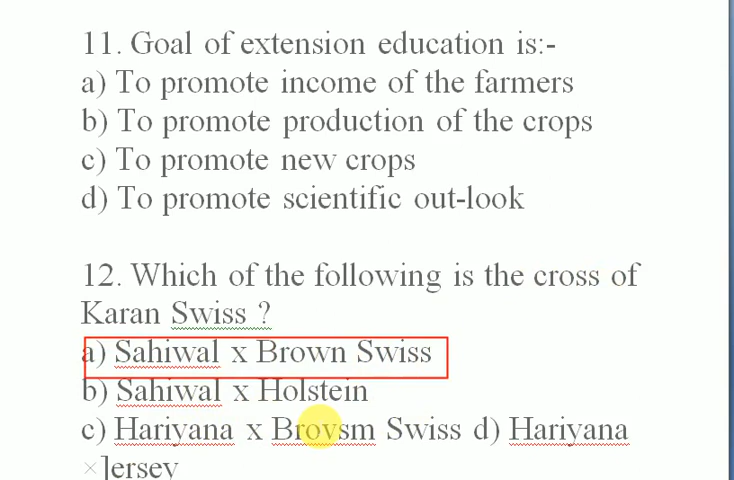 11. Goal of extension education is:-
a) To promote income of the farmers
b) To promote production of the crops
c) To promote new crops
d) To promote scientific out-look
12. Which of the following is the cross of
Karan Swiss ?
a) Sahiwal x Brown Swiss
b) Sahiwal x Holstein
c) Hariyana x Brovsm Swiss d) Hariyana
×]ersey